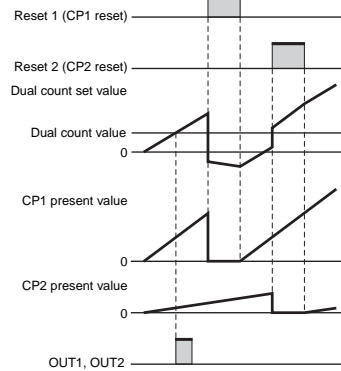 Reset 1 (CP1 reset)
Reset 2 (CP2 reset)
Dual count set value
Dual count value
0
CP1 present value
0
CP2 present value
0
OUT1, OUT2